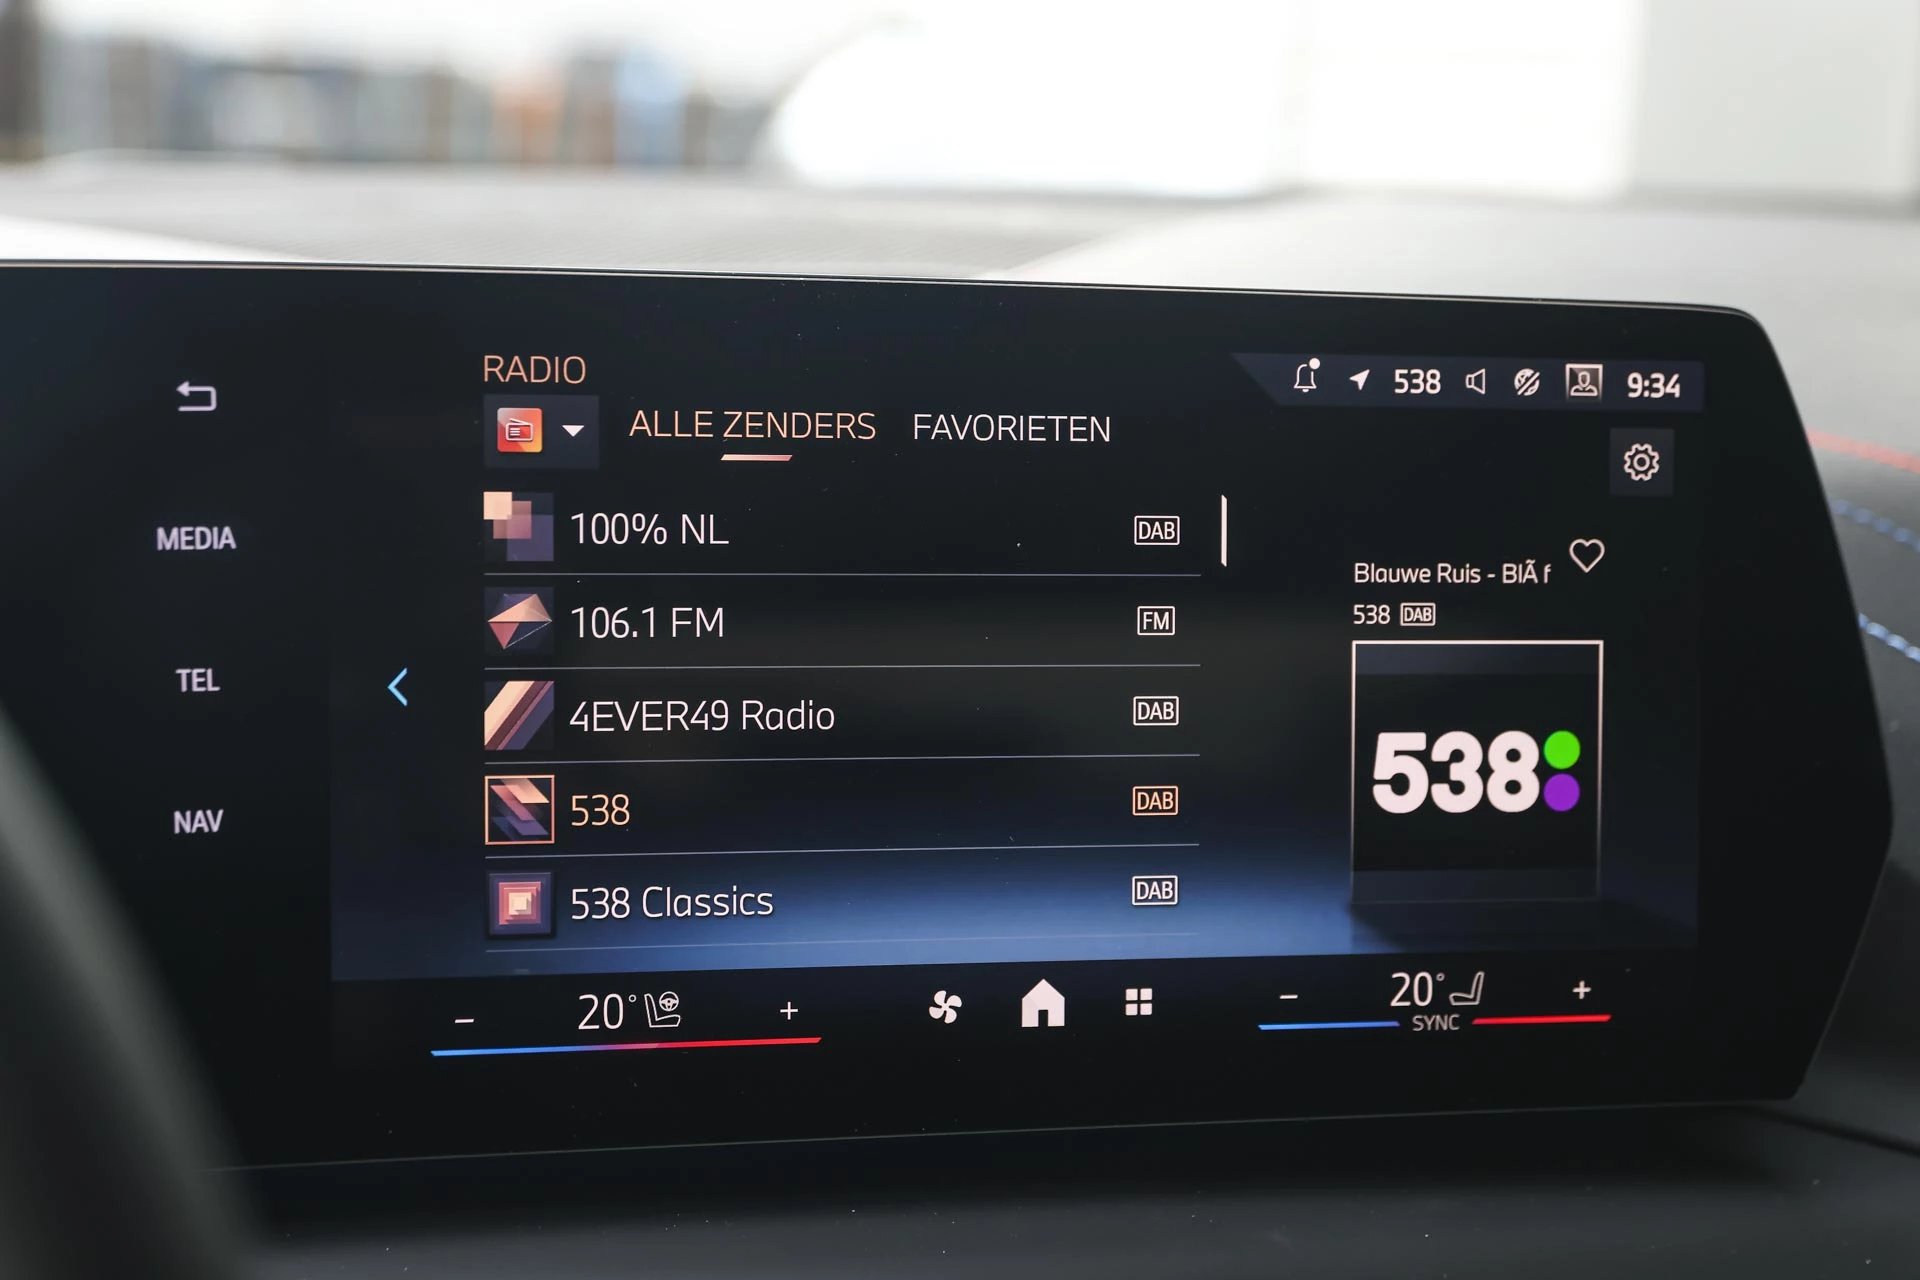 RADIO
538 9:34
ALLE ZENDERS FAVORIETEN
MEDIA
TEL
NAV
100% NL DAB
106.1 FM FM
4EVER49 Radio DAB
538 DAB
538 Classics DAB
Blauwe Ruis - BlÃ f
538 DAB
538
- 20° +
- 20° +
SYNC